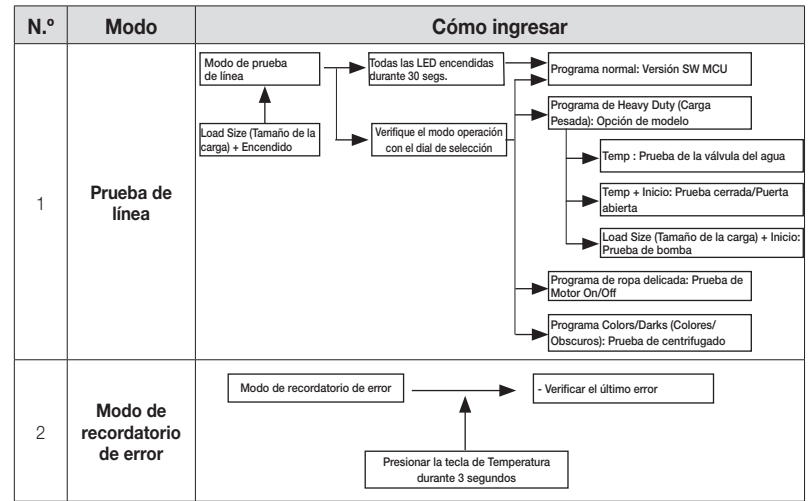 N.º Modo Cómo ingresar
1
Prueba de
línea
Modo de prueba
de línea
Load Size (Tamaño de la
carga) + Encendido
Todas las LED encendidas
durante 30 segs.
Verifique el modo operación
con el dial de selección
Programa normal: Versión SW MCU
Programa de Heavy Duty (Carga
Pesada): Opción de modelo
Temp : Prueba de la válvula del agua
Temp + Inicio: Prueba cerrada/Puerta
abierta
Load Size (Tamaño de la carga) + Inicio:
Prueba de bomba
Programa de ropa delicada: Prueba de
Motor On/Off
Programa Colors/Darks (Colores/
Obscuros): Prueba de centrifugado
2
Modo de
recordatorio
de error
Modo de recordatorio de error
- Verificar el último error
Presionar la tecla de Temperatura
durante 3 segundos